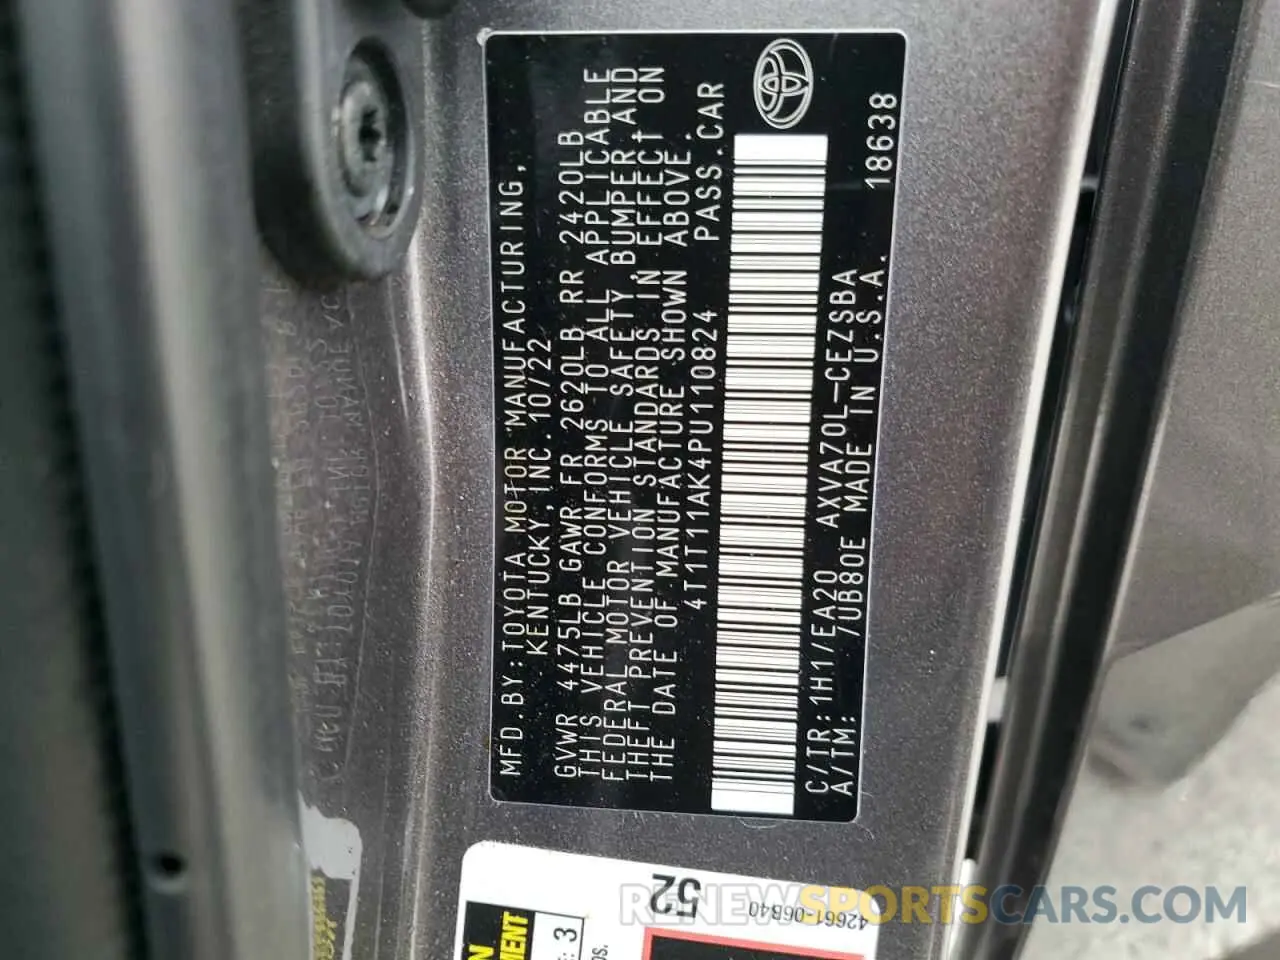 MFD.BY:TOYOTA MOTOR MANUFACTURING,
KENTUCKY,INC.10/22
GVWR 4475LB GAWR FR 2620LB RR 2420LB
THIS VEHICLE CONFORMS TO ALL APPLICABLE
FEDERAL MOTOR VEHICLE SAFETY, BUMPER, AND
THEFT PREVENTION STANDARDS IN EFFECT ON
THE DATE OF MANUFACTURE SHOWN ABOVE.
4T1T11AK4PU110824 PASS.CAR
C/TR:1H1/EA20 AXVA70L-CEZSBA
A/TM: /UB80E MADE IN U.S.A. 18638
52
42661-06B40
3
RENEWSPORTSCARS.COM